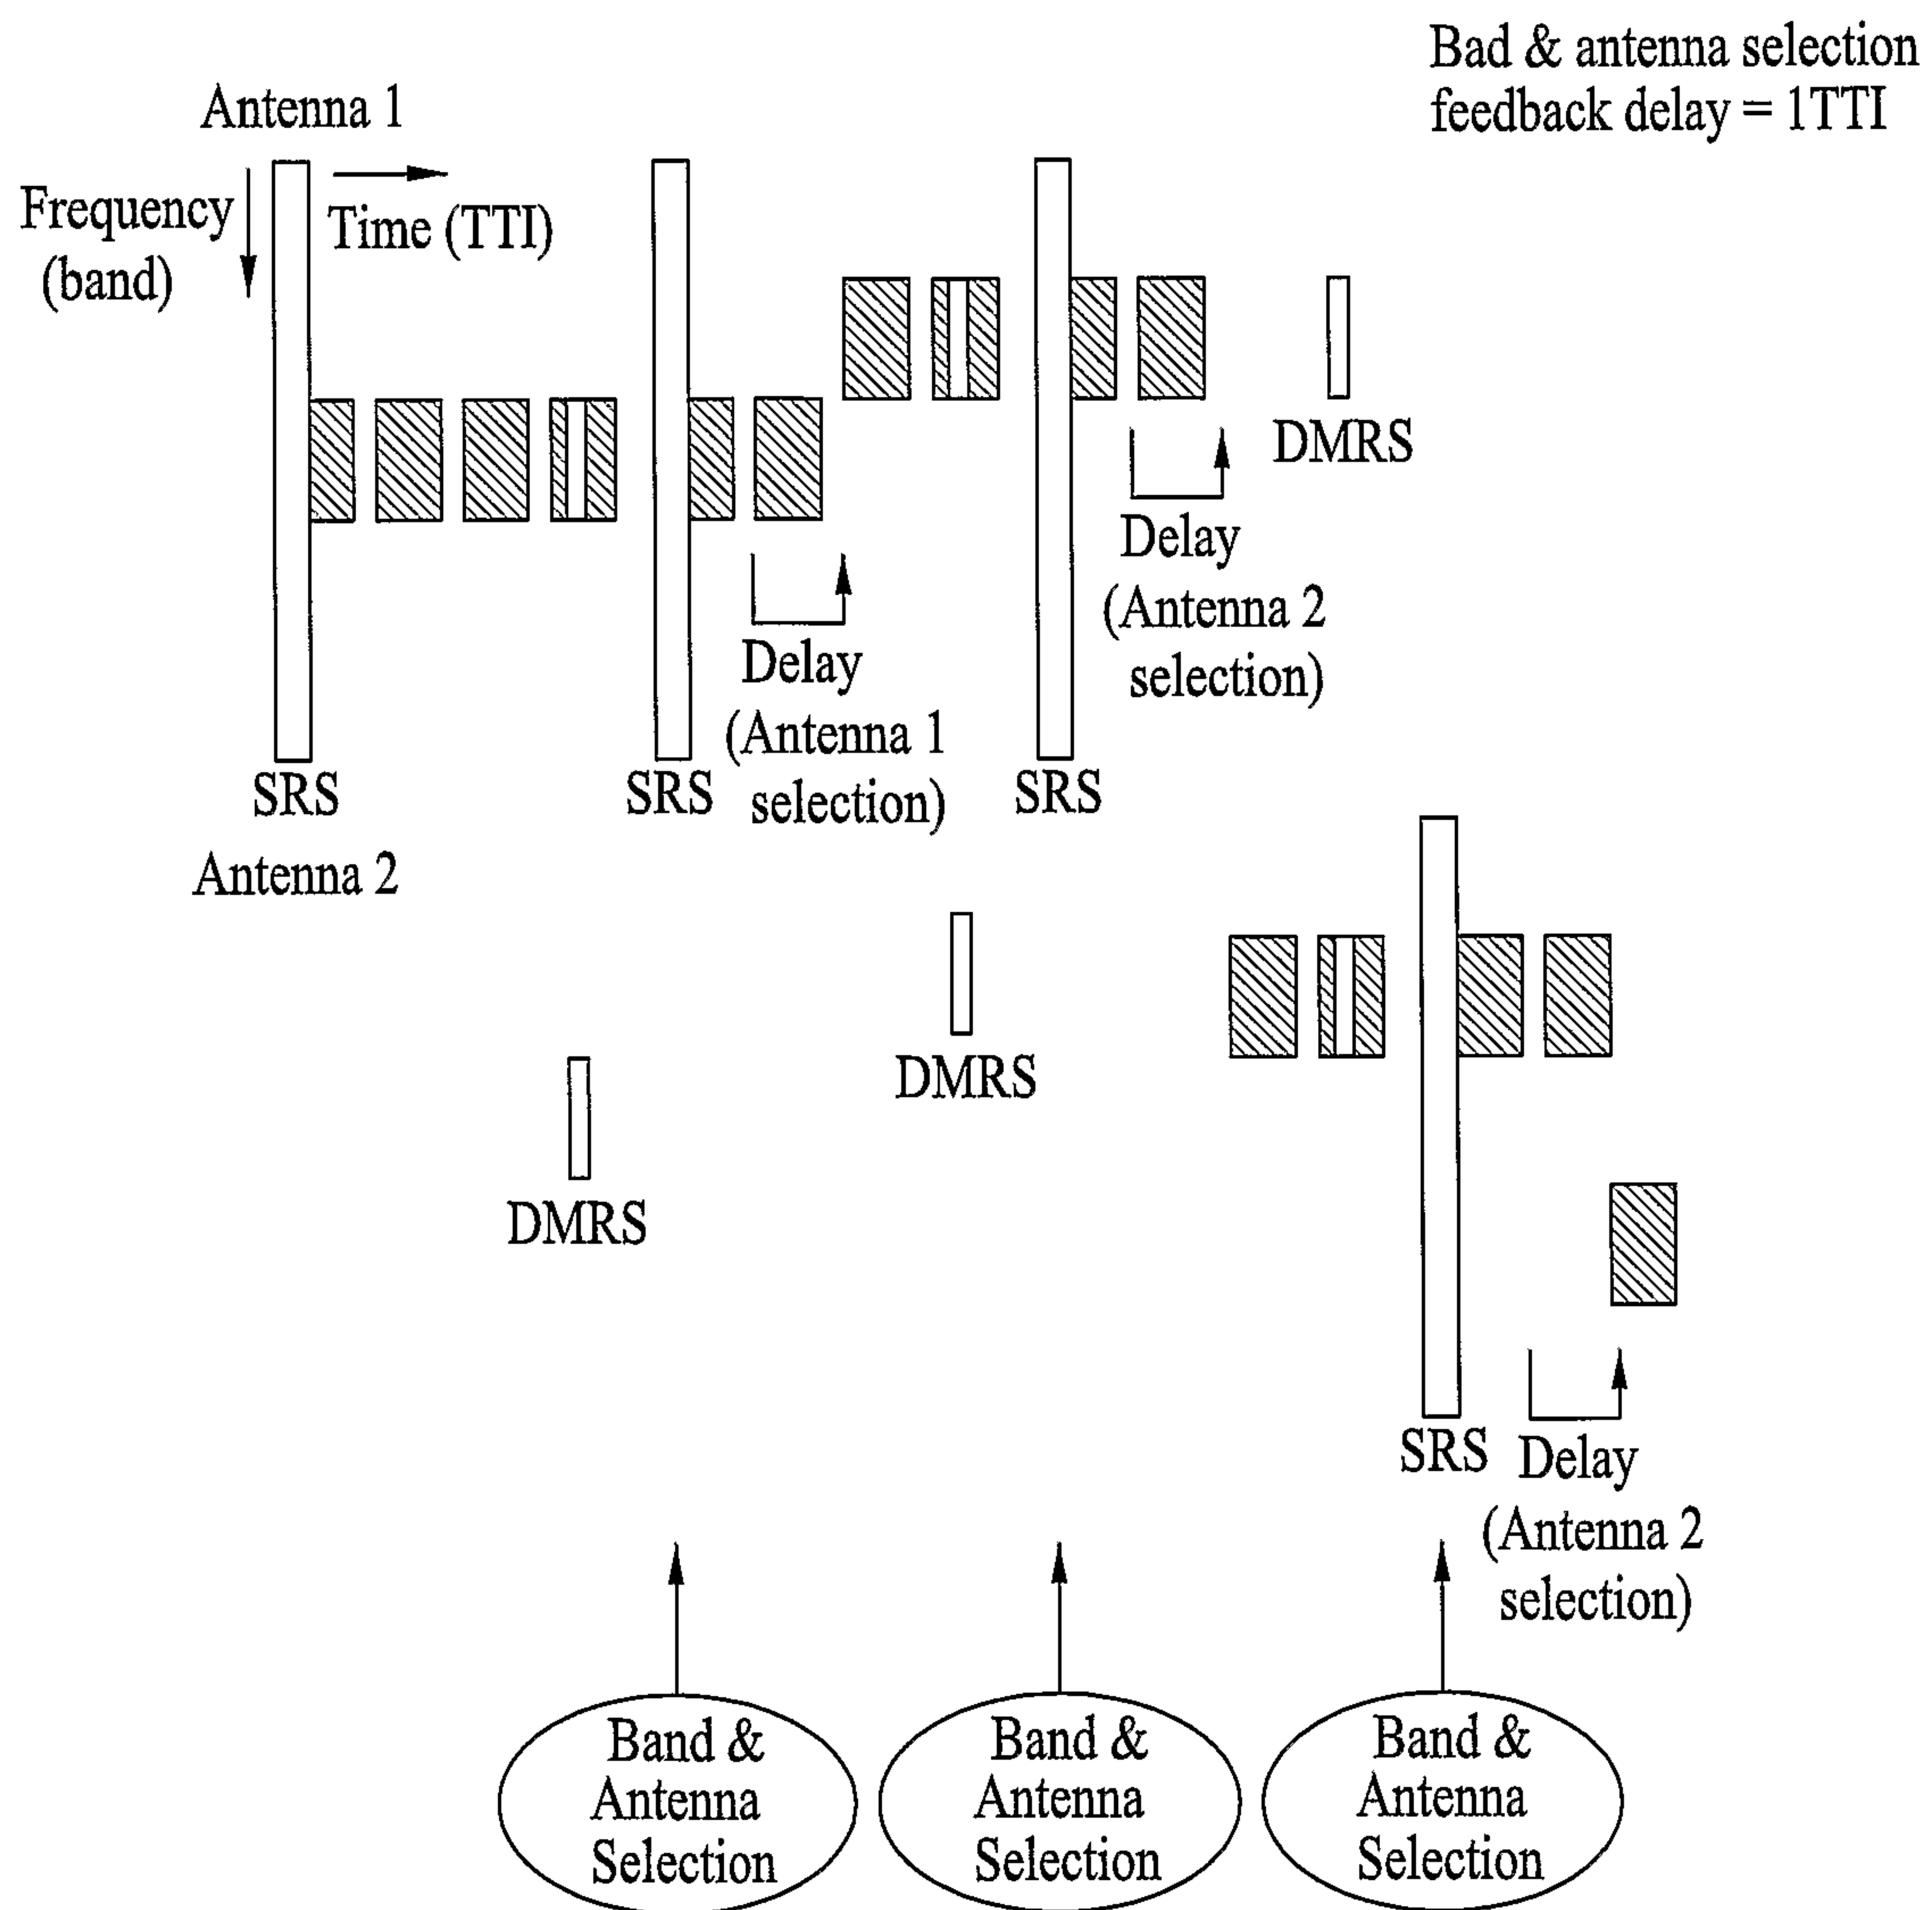 Bad & antenna selection
feedback delay = 1TTI
Antenna 1
Frequency
(band)
Time (TTI)
DMRS
Delay
(Antenna 2
selection)
Delay
(Antenna 1
selection)
SRS
SRS
SRS
Antenna 2
DMRS
DMRS
SRS
Delay
(Antenna 2
selection)
Band &
Antenna
Selection
Band &
Antenna
Selection
Band &
Antenna
Selection